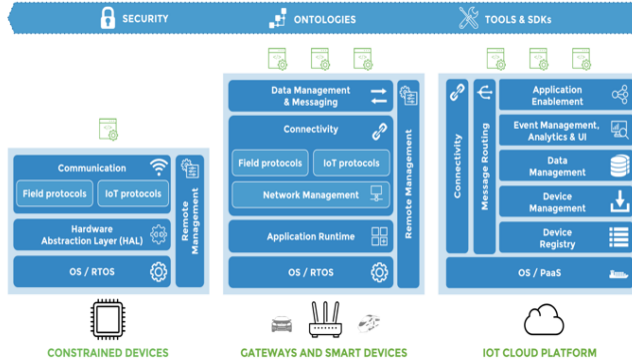 SECURITY
ONTOLOGIES
TOOLS & SDKs
Communication
Field protocols
IoT protocols
Hardware
Abstraction Layer (HAL)
OS / RTOS
Remote
Management
CONSTRAINED DEVICES
Data Management
& Messaging
Connectivity
Field protocols
IoT protocols
Network Management
Application Runtime
OS / RTOS
Remote Management
GATEWAYS AND SMART DEVICES
Connectivity
Message Routing
Application
Enablement
Event Management,
Analytics & UI
Data
Management
Device
Management
Device
Registry
OS / PaaS
IOT CLOUD PLATFORM